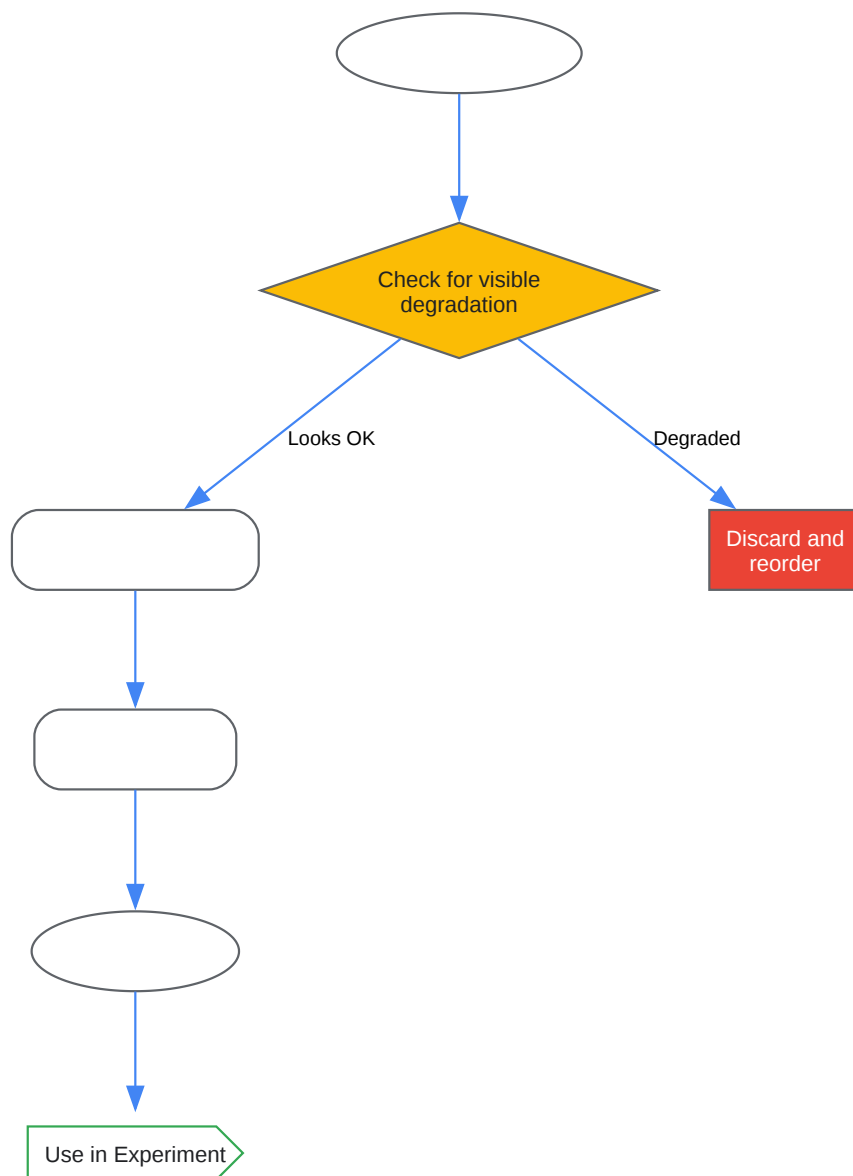 Check for visible
degradation
Looks OK
Degraded
Discard and
reorder
Use in Experiment